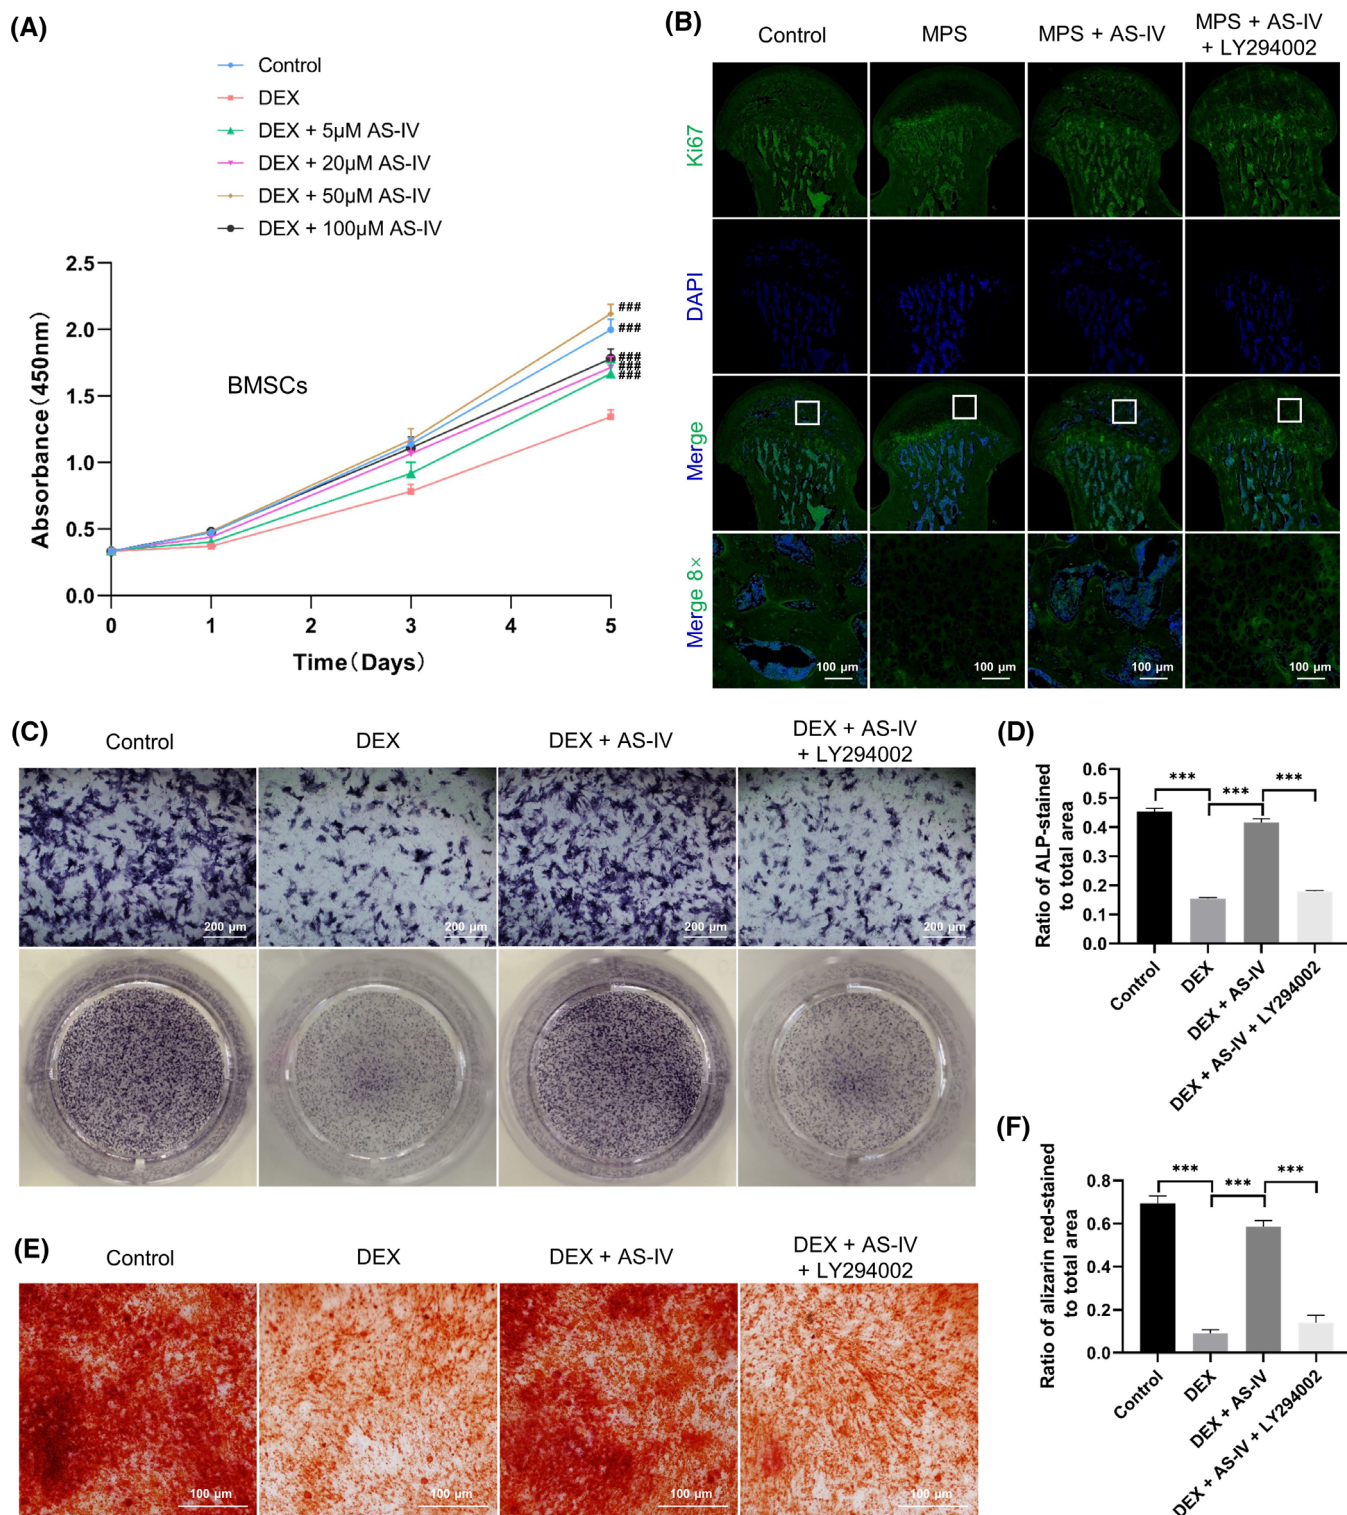 (A)
Control
DEX
DEX + 5μM AS-IV
DEX + 20μM AS-IV
DEX + 50μM AS-IV
DEX + 100μM AS-IV
Absorbance(450nm)
2.5
2.0
1.5
1.0
0.5
0.0
BMSCs
###
###
###
###
###
0
1
2
3
4
5
Time(Days)
(B)
Control
MPS
MPS + AS-IV
MPS + AS-IV
+ LY294002
Ki67
DAPI
Merge
Merge 8×
100 μm
100 μm
100 μm
100 μm
(C)
Control
DEX
DEX + AS-IV
DEX + AS-IV
+ LY294002
200 μm
200 μm
200 μm
200 μm
(D)
Ratio of ALP-stained
to total area
0.6
0.5
0.4
0.3
0.2
0.1
0.0
***
***
***
Control
DEX
DEX + AS-IV
DEX + AS-IV + LY294002
(E)
Control
DEX
DEX + AS-IV
DEX + AS-IV
+ LY294002
100 μm
100 μm
100 μm
100 μm
(F)
Ratio of alizarin red-stained
to total area
0.8
0.6
0.4
0.2
0.0
***
***
***
Control
DEX
DEX + AS-IV
DEX + AS-IV + LY294002